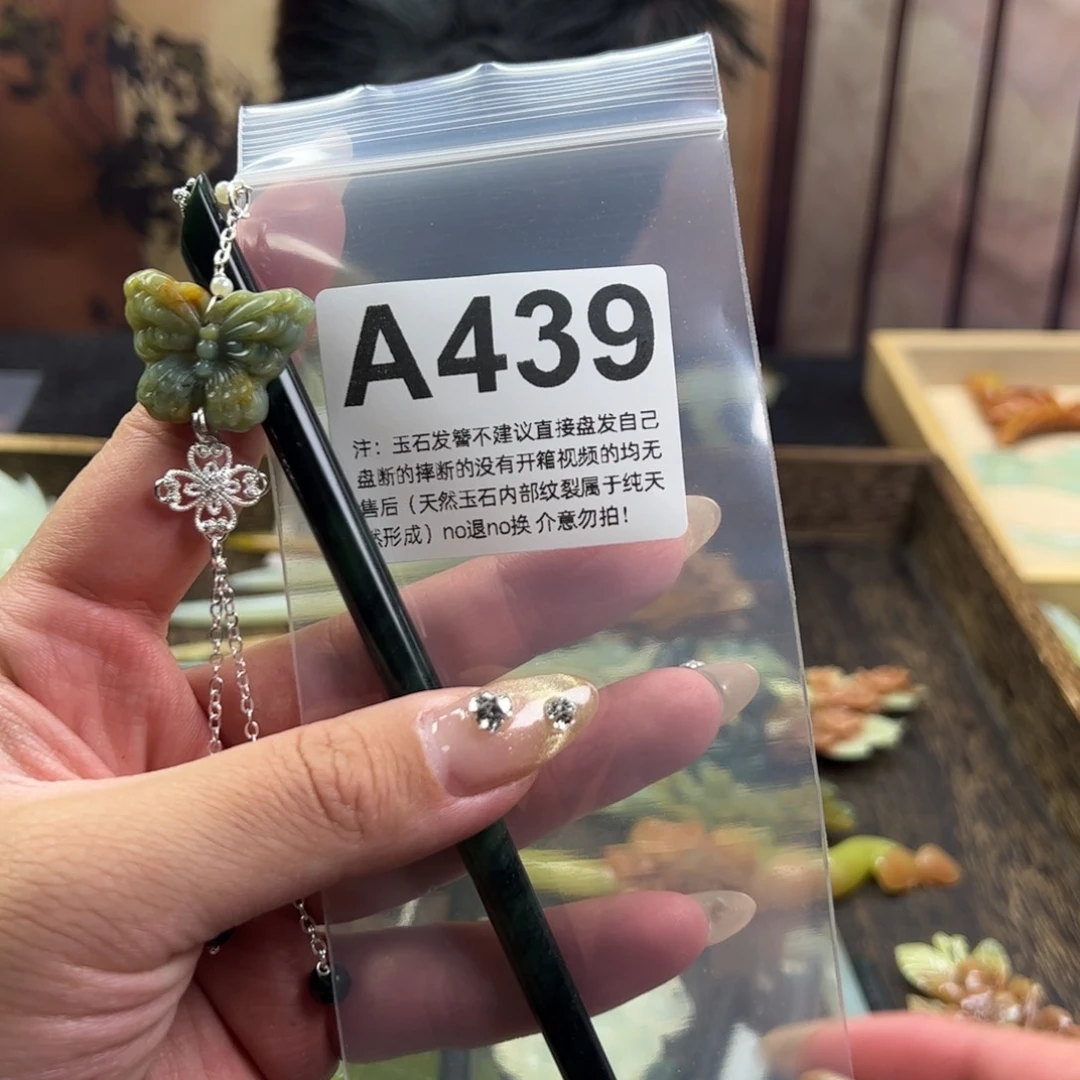 A439
注：玉石发簪不建议直接盘发自己
盘断的摔断的没有开箱视频的均无
售后（天然玉石内部纹裂属于纯天
然形成）no退no换 介意勿拍！